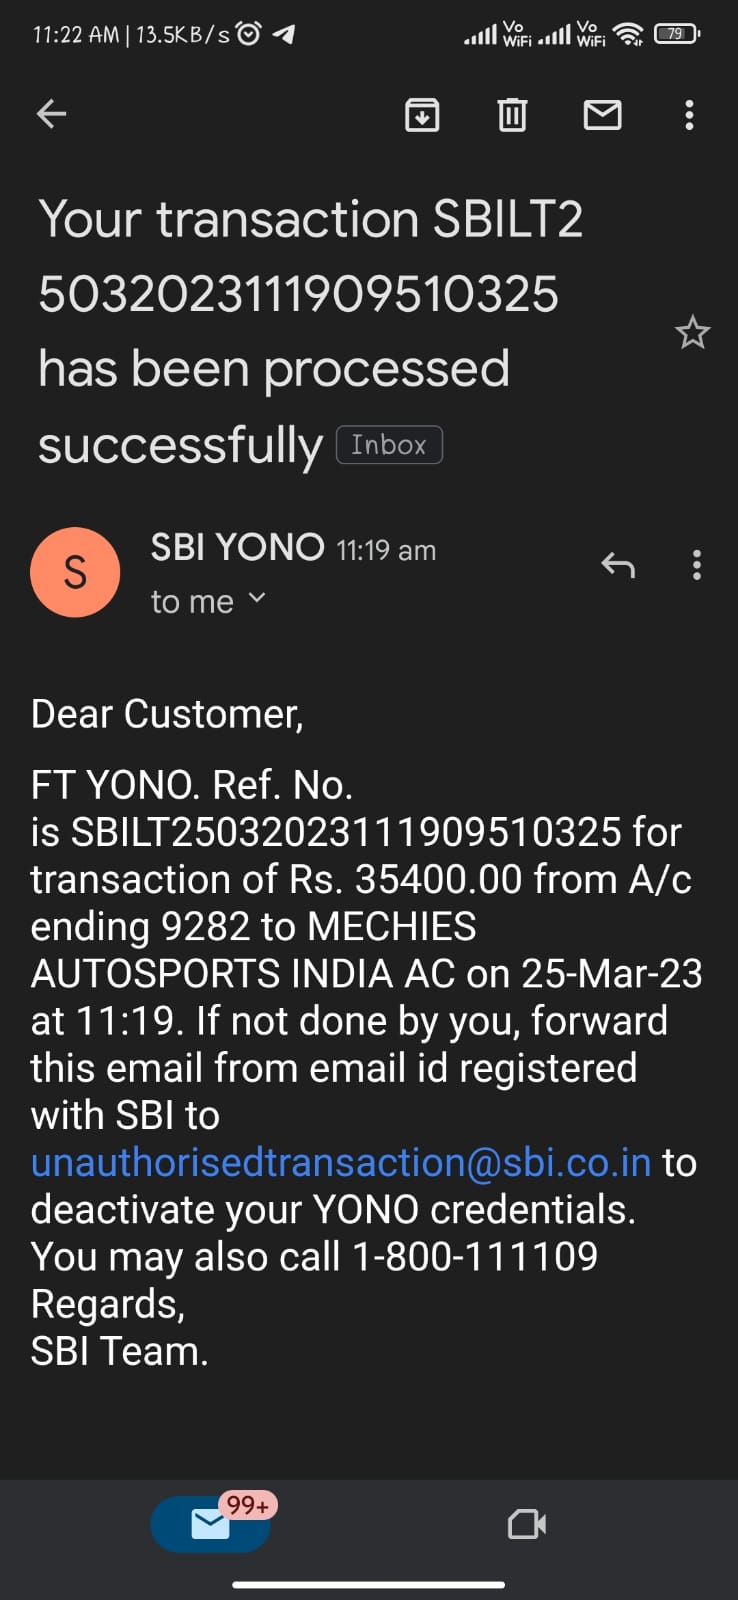 11:22 AM | 13.5KB/s Vo WiFi Vo WiFi 79
Your transaction SBILT2
5032023111909510325
has been processed
successfully Inbox
S
SBI YONO 11:19 am
to me
Dear Customer,
FT YONO. Ref. No.
is SBILT25032023111909510325 for
transaction of Rs. 35400.00 from A/c
ending 9282 to MECHIES
AUTOSPORTS INDIA AC on 25-Mar-23
at 11:19. If not done by you, forward
this email from email id registered
with SBI to
unauthorisedtransaction@sbi.co.in to
deactivate your YONO credentials.
You may also call 1-800-111109
Regards,
SBI Team.
99+